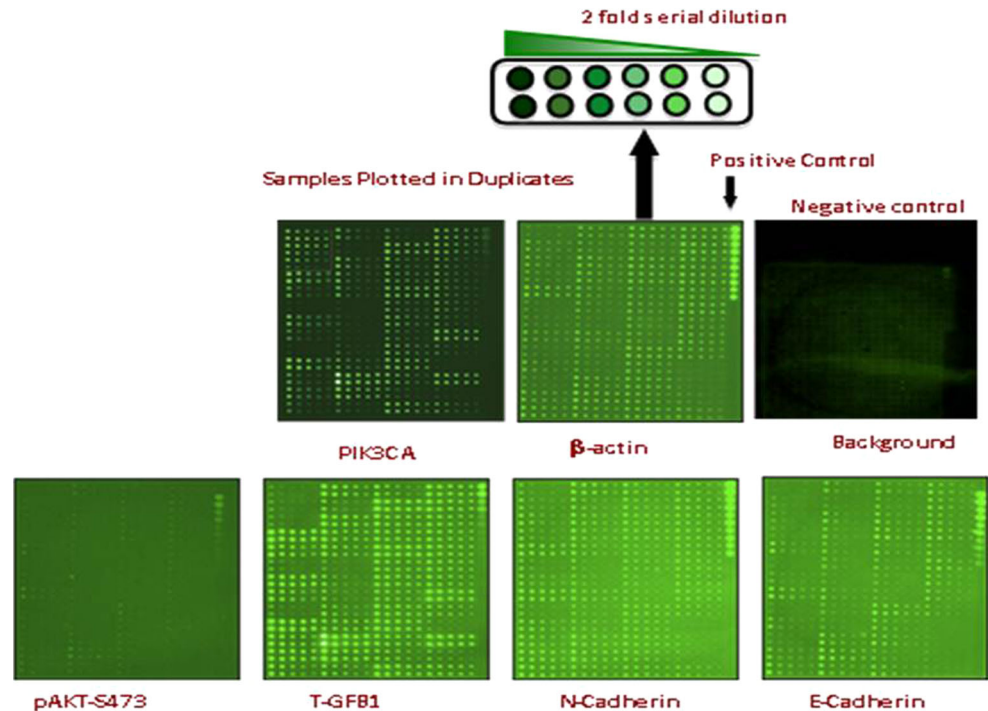 2 fold serial dilution
Positive Control
Samples Plotted in Duplicates
Negative control
PIK3CA
β-actin
Background
pAKT-S473
T-GFB1
N-Cadherin
E-Cadherin